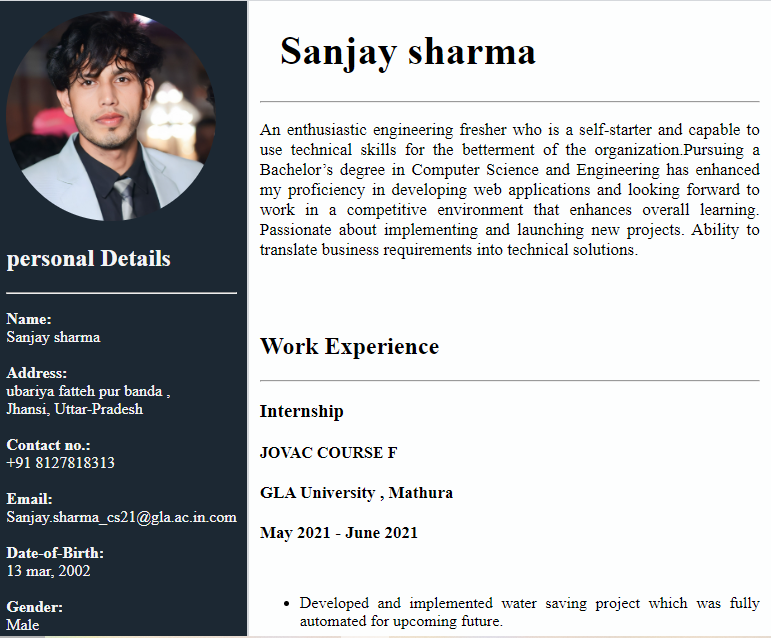 personal Details
Name:
Sanjay sharma
Address:
ubariya fatteh pur banda ,
Jhansi, Uttar-Pradesh
Contact no.:
+91 8127818313
Email:
Sanjay.sharma_cs21@gla.ac.in.com
Date-of-Birth:
13 mar, 2002
Gender:
Male
Sanjay sharma
An enthusiastic engineering fresher who is a self-starter and capable to
use technical skills for the betterment of the organization.Pursuing a
Bachelor’s degree in Computer Science and Engineering has enhanced
my proficiency in developing web applications and looking forward to
work in a competitive environment that enhances overall learning.
Passionate about implementing and launching new projects. Ability to
translate business requirements into technical solutions.
Work Experience
Internship
JOVAC COURSE F
GLA University , Mathura
May 2021 - June 2021
• Developed and implemented water saving project which was fully
automated for upcoming future.